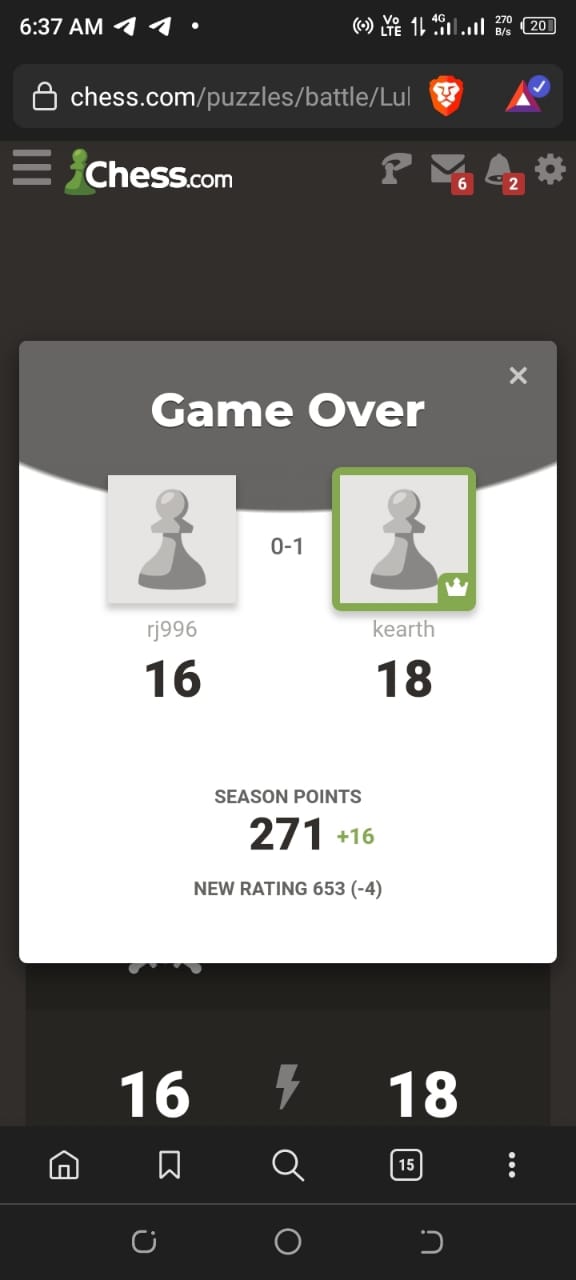 6:37 AM
Vo LTE 4G 270 B/s 20
chess.com/puzzles/battle/Lul
Chess.com
6 2
Game Over
0-1
rj996 kearth
16 18
SEASON POINTS
271 +16
NEW RATING 653 (-4)
16 18
15